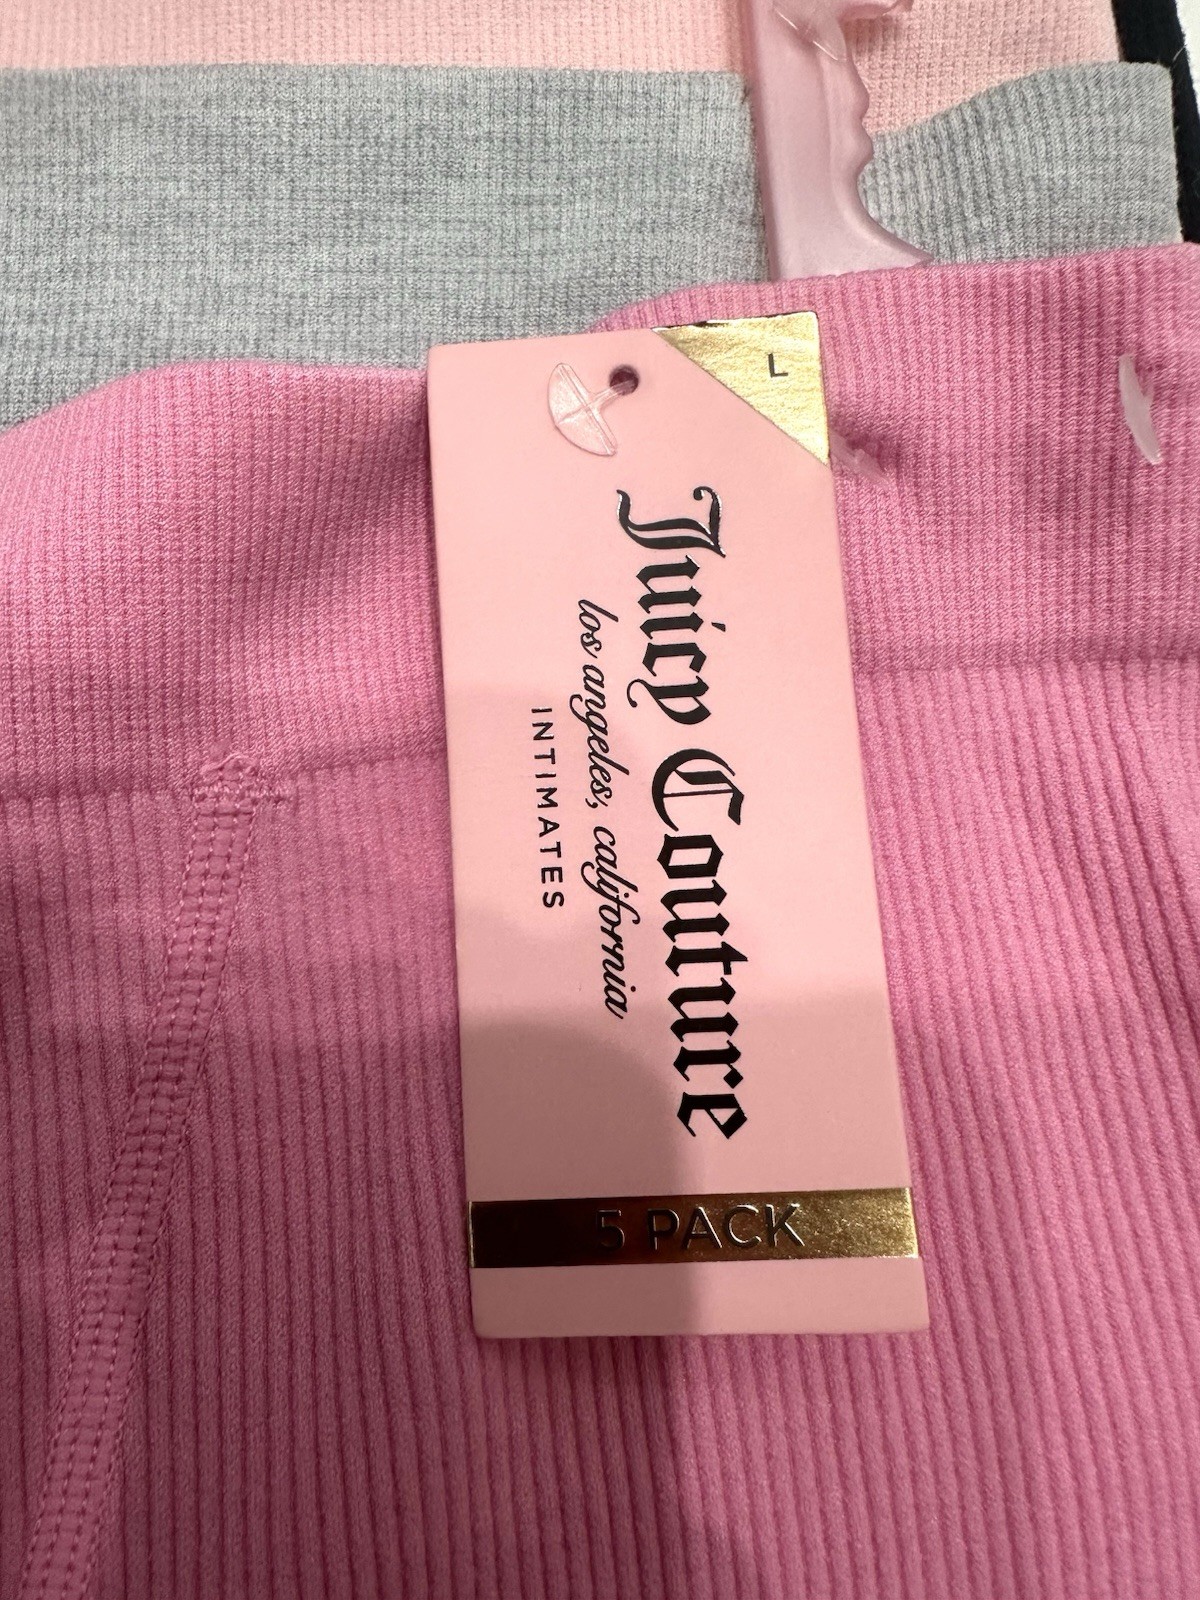 L
Juicy Couture
los angeles, california
INTIMATES
5 PACK